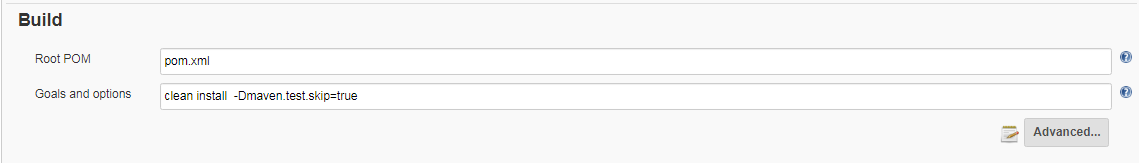 Build
Root POM
pom.xml
Goals and options
clean install  -Dmaven.test.skip=true
Advanced...